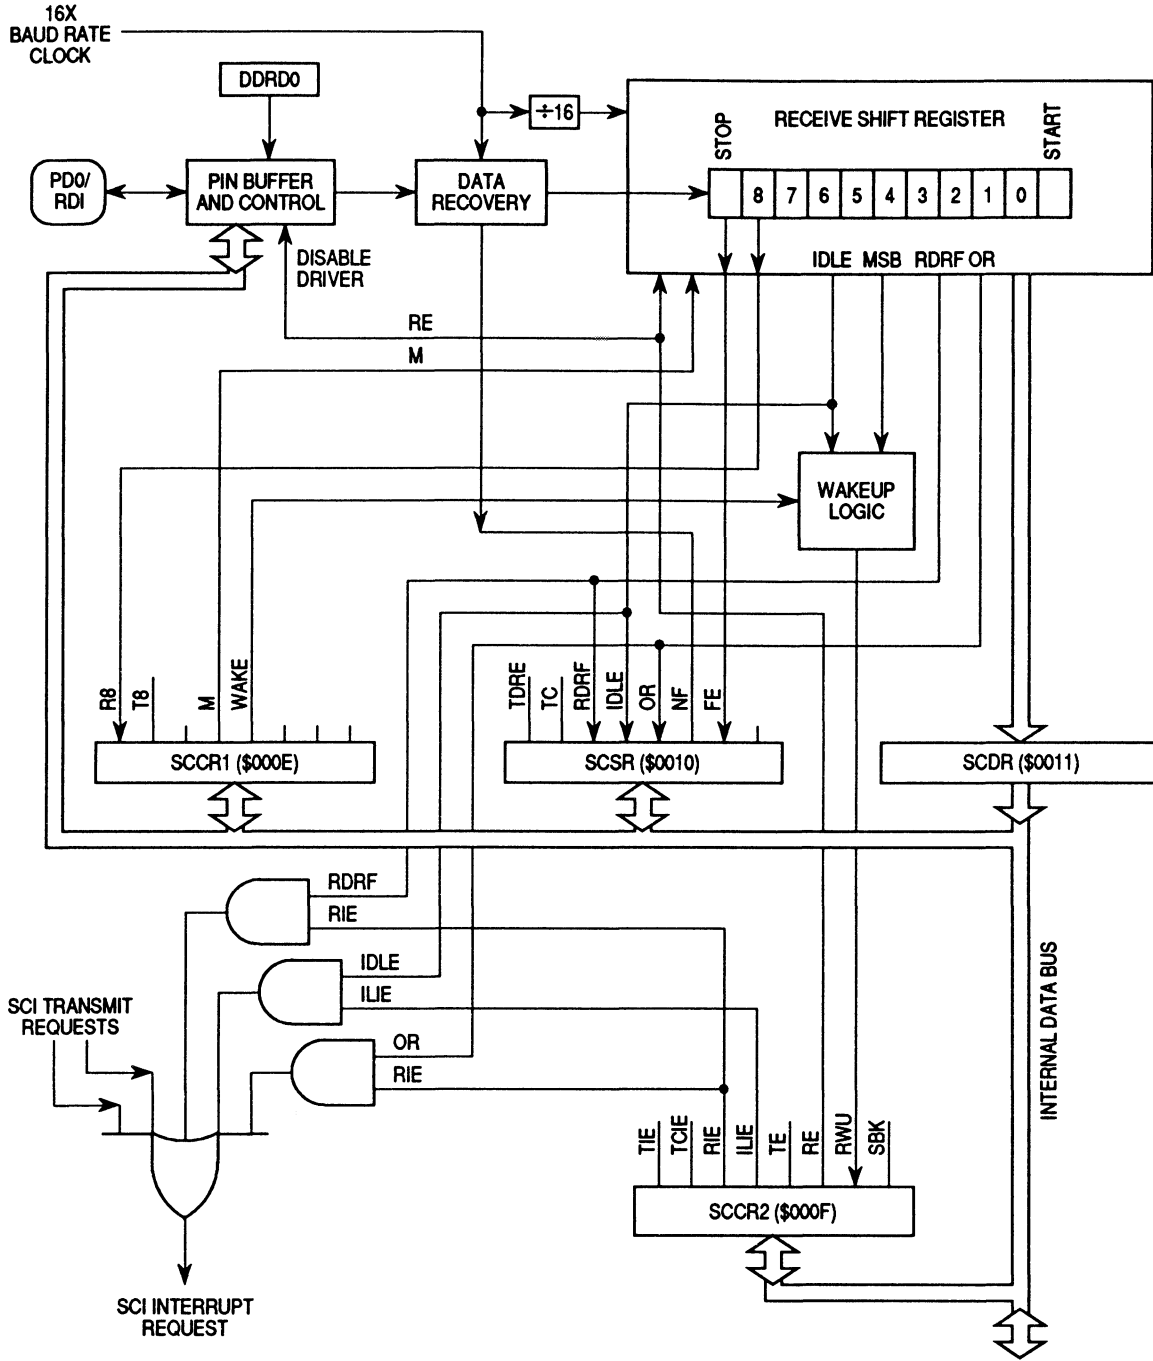 16X
BAUD RATE
CLOCK
DDRD0
÷16
RECEIVE SHIFT REGISTER
STOP
START
PD0/
RDI
PIN BUFFER
AND CONTROL
DATA
RECOVERY
8 7 6 5 4 3 2 1 0
DISABLE
DRIVER
IDLE MSB RDRF OR
RE
M
WAKEUP
LOGIC
R8
T8
M
WAKE
TDRE
TC
RDRF
IDLE
OR
NF
FE
SCCR1 ($000E)
SCSR ($0010)
SCDR ($0011)
RDRF
RIE
IDLE
ILIE
SCI TRANSMIT
REQUESTS
OR
RIE
INTERNAL DATA BUS
TIE
TCIE
RIE
ILIE
TE
RE
RWU
SBK
SCCR2 ($000F)
SCI INTERRUPT
REQUEST